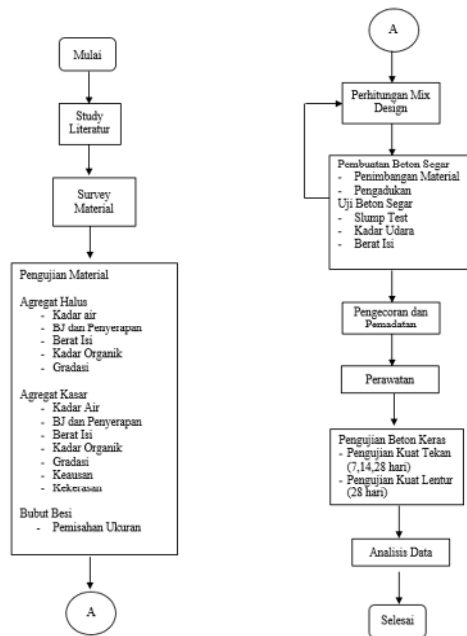 Mulai
Study
Literatur
Survey
Material
Pengujian Material
Agregat Halus
- Kadar air
- BJ dan Penyerapan
- Berat Isi
- Kadar Organik
- Gradasi
Agregat Kasar
- Kadar Air
- BJ dan Penyerapan
- Berat Isi
- Kadar Organik
- Gradasi
- Keausan
- Kekerasan
Bubut Besi
- Pemisahan Ukuran
A
A
Perhitungan Mix
Design
Pembuatan Beton Segar
- Penimbangan Material
- Pengadukan
Uji Beton Segar
- Slump Test
- Kadar Udara
- Berat Isi
Pengecoran dan
Pemadatan
Perawatan
Pengujian Beton Keras
- Pengujian Kuat Tekan
(7,14,28 hari)
- Pengujian Kuat Lentur
(28 hari)
Analisis Data
Selesai